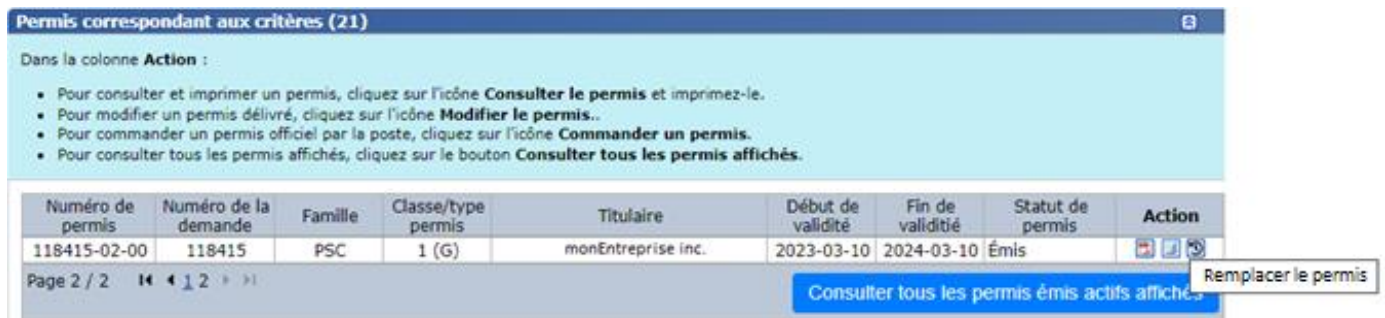 Permis correspondant aux critères (21)
Dans la colonne Action :
• Pour consulter et imprimer un permis, cliquez sur l'icône Consulter le permis et imprimez-le.
• Pour modifier un permis délivré, cliquez sur l'icône Modifier le permis..
• Pour commander un permis officiel par la poste, cliquez sur l'icône Commander un permis.
• Pour consulter tous les permis affichés, cliquez sur le bouton Consulter tous les permis affichés.
Numéro de permis Numéro de la demande Famille Classe/type permis Titulaire Début de validité Fin de validitié Statut de permis Action
118415-02-00 118415 PSC 1 (G) monEntreprise inc. 2023-03-10 2024-03-10 Émis
Remplacer le permis
Page 2 / 2 1 2
Consulter tous les permis émis actifs affichés